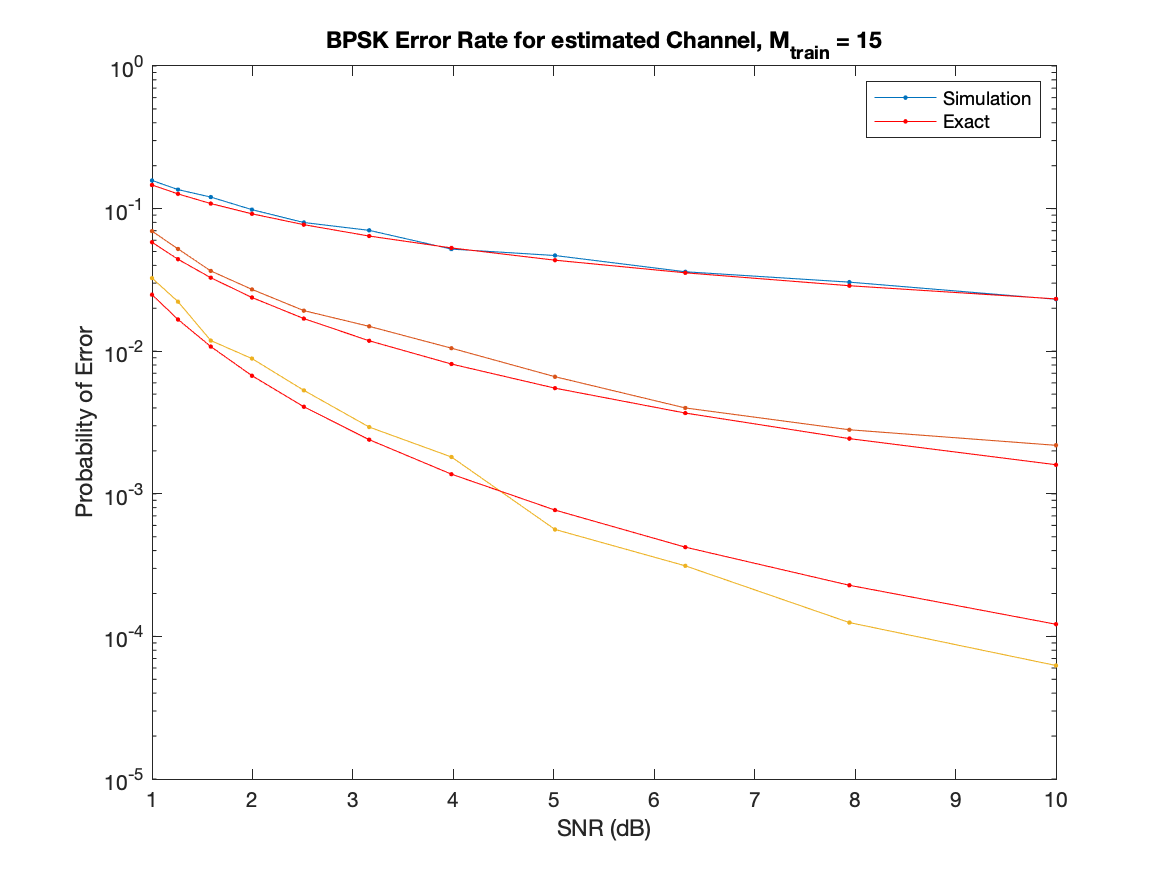 BPSK Error Rate for estimated Channel, M_train = 15
10^0
10^-1
10^-2
10^-3
10^-4
10^-5
Probability of Error
Simulation
Exact
1 2 3 4 5 6 7 8 9 10
SNR (dB)